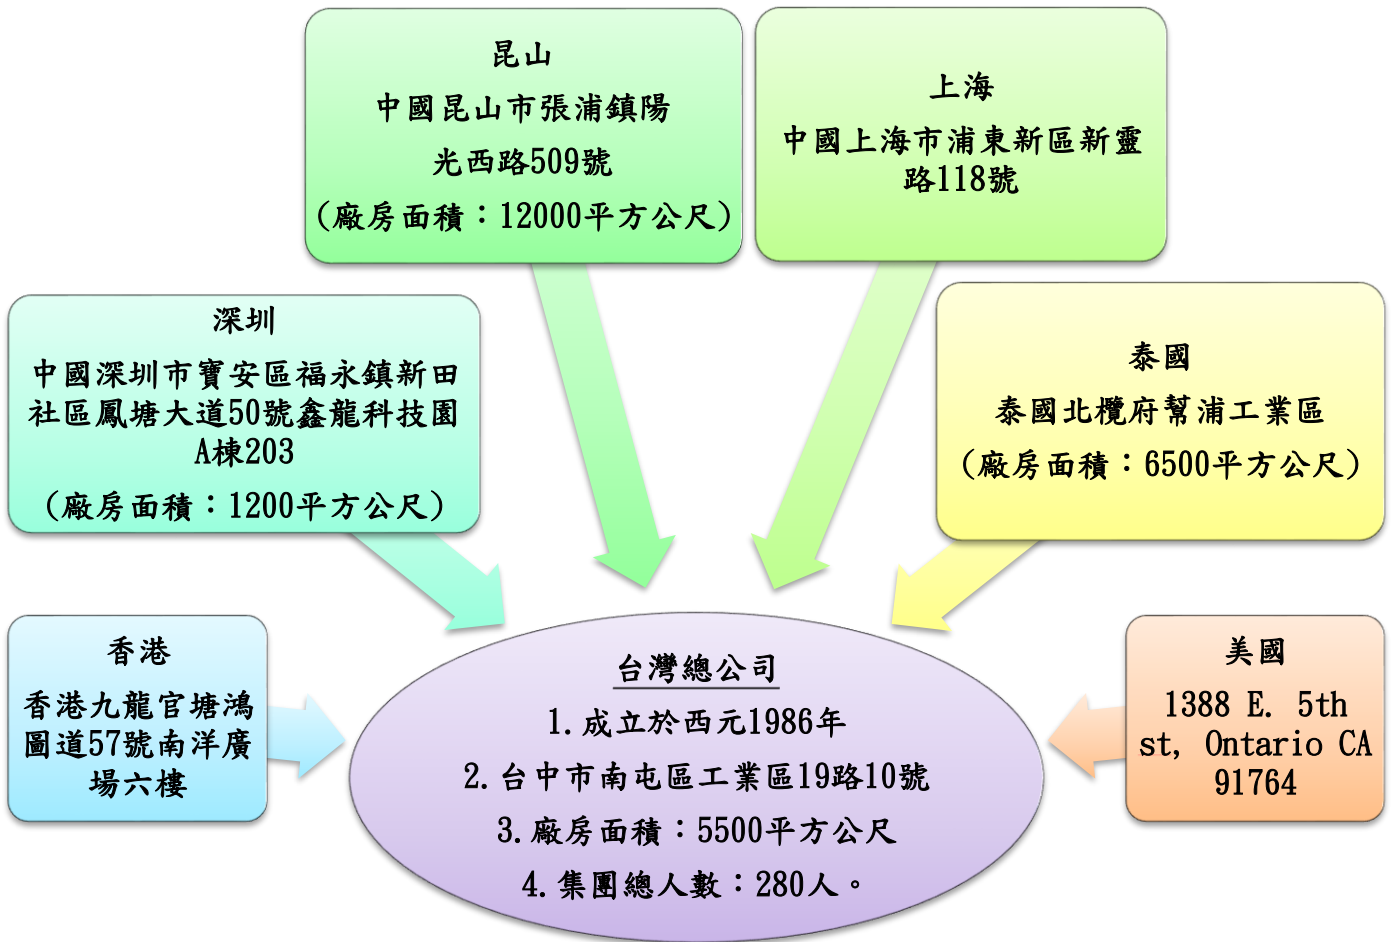 昆山
中國昆山市張浦鎮陽
光西路509號
(廠房面積：12000平方公尺)
上海
中國上海市浦東新區新靈
路118號
深圳
中國深圳市寶安區福永鎮新田
社區鳳塘大道50號鑫龍科技園
A棟203
(廠房面積：1200平方公尺)
泰國
泰國北欖府幫浦工業區
(廠房面積：6500平方公尺)
香港
香港九龍官塘鴻
圖道57號南洋廣
場六樓
台灣總公司
1.成立於西元1986年
2.台中市南屯區工業區19路10號
3.廠房面積：5500平方公尺
4.集團總人數：280人。
美國
1388 E. 5th
st, Ontario CA
91764